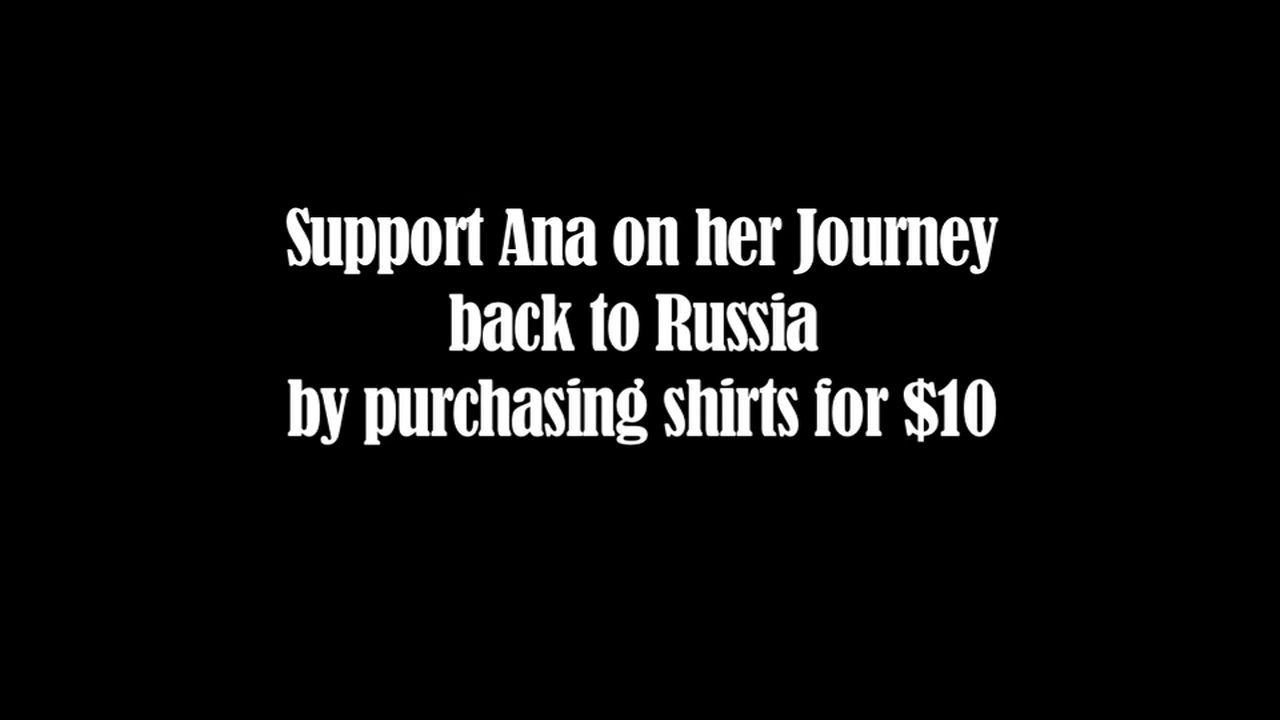 Support Ana on her Journey
back to Russia
by purchasing shirts for $10